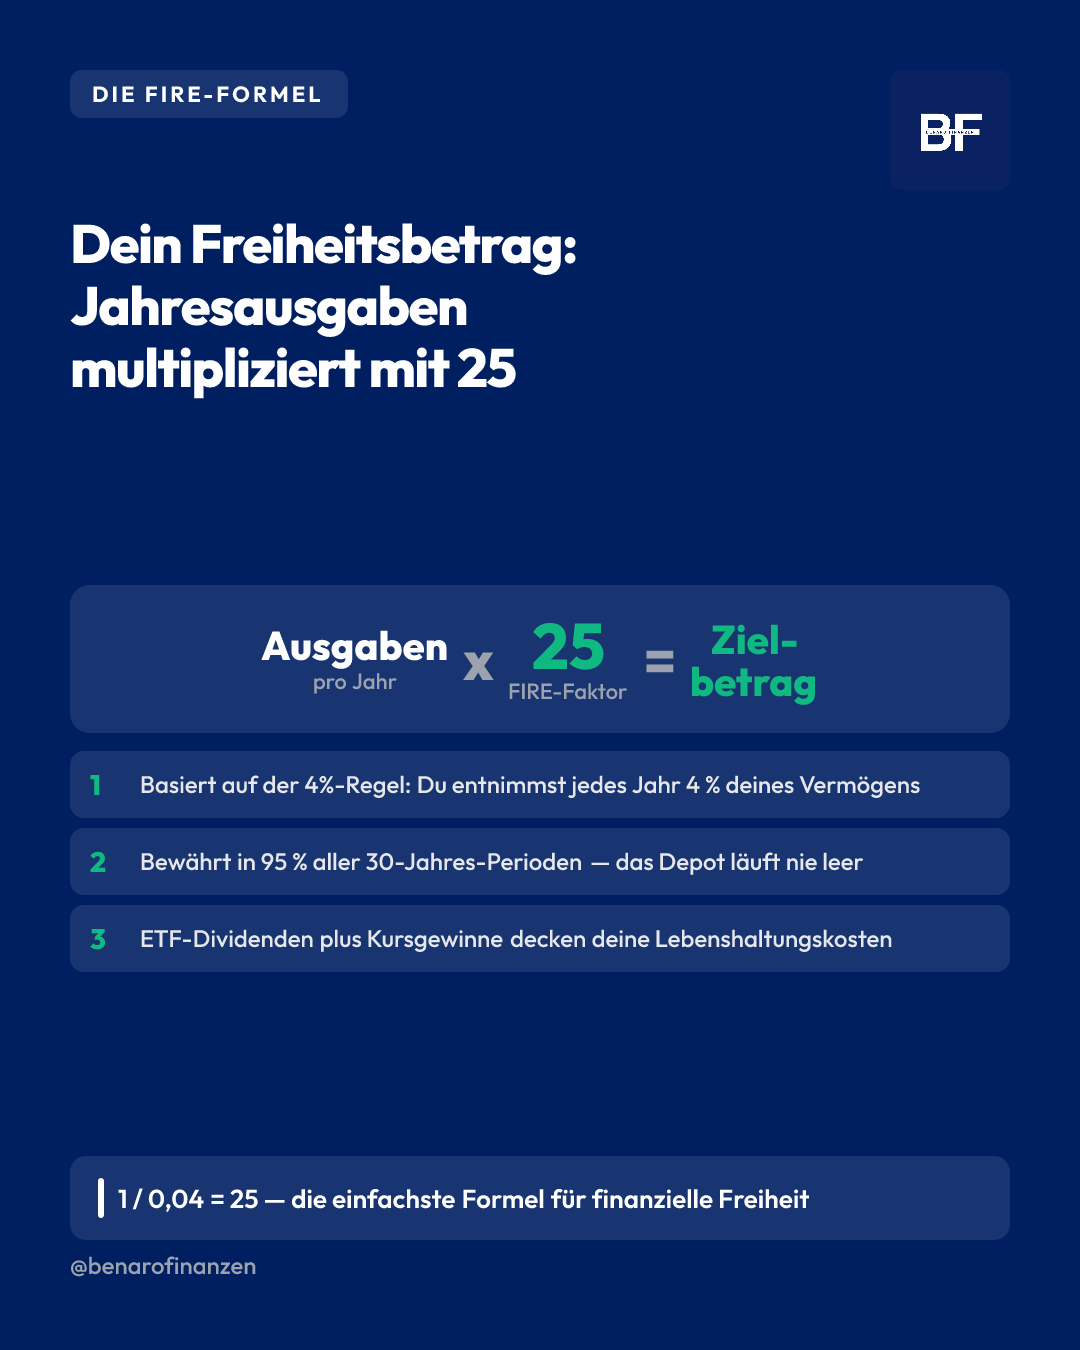 DIE FIRE-FORMEL
BF
Dein Freiheitsbetrag:
Jahresausgaben
multipliziert mit 25
Ausgaben
pro Jahr
x
25
FIRE-Faktor
=
Ziel-
betrag
1 Basiert auf der 4%-Regel: Du entnimmst jedes Jahr 4 % deines Vermögens
2 Bewährt in 95 % aller 30-Jahres-Perioden — das Depot läuft nie leer
3 ETF-Dividenden plus Kursgewinne decken deine Lebenshaltungskosten
1 / 0,04 = 25 — die einfachste Formel für finanzielle Freiheit
@benarofinanzen